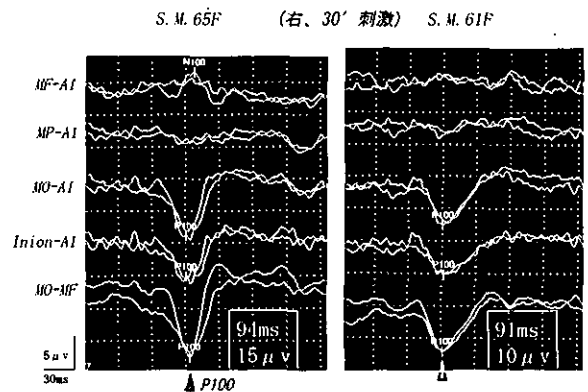 S.M.65F (右、30′刺激) S.M.61F
N100
MF-A1
MP-A1
MO-A1
P100 P100
Inion-A1
P100 P100
MO-MF
P100 P100
94ms
15μv
91ms
10μv
5μv
30ms
P100